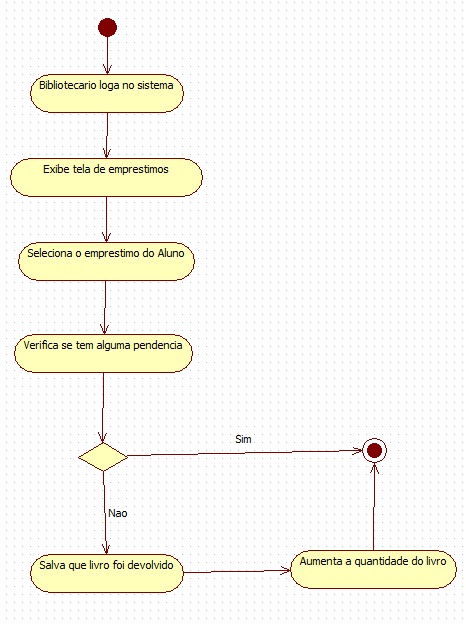 Bibliotecario loga no sistema
Exibe tela de emprestimos
Seleciona o emprestimo do Aluno
Verifica se tem alguma pendencia
Sim
Nao
Salva que livro foi devolvido
Aumenta a quantidade do livro